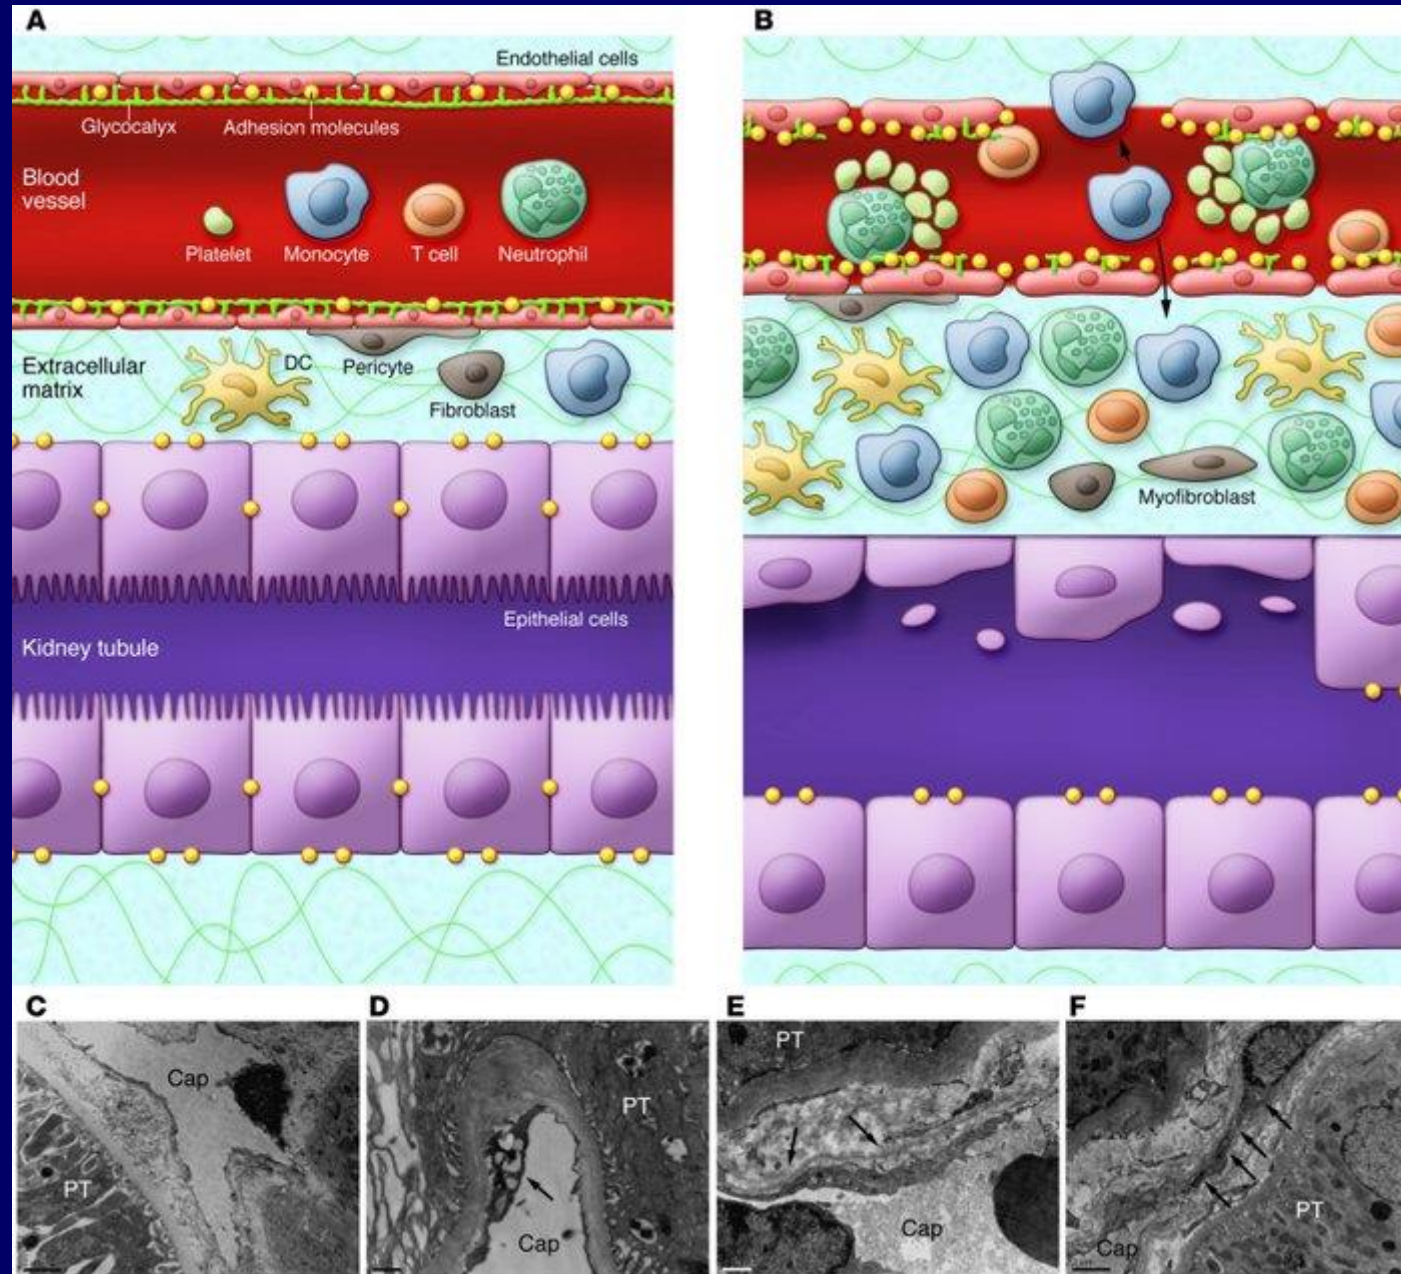 A
Endothelial cells
Glycocalyx
Adhesion molecules
Blood
vessel
Platelet
Monocyte
T cell
Neutrophil
Extracellular
matrix
DC
Pericyte
Fibroblast
Epithelial cells
Kidney tubule
B
Myofibroblast
C
Cap
PT
D
PT
Cap
E
PT
Cap
F
PT
Cap